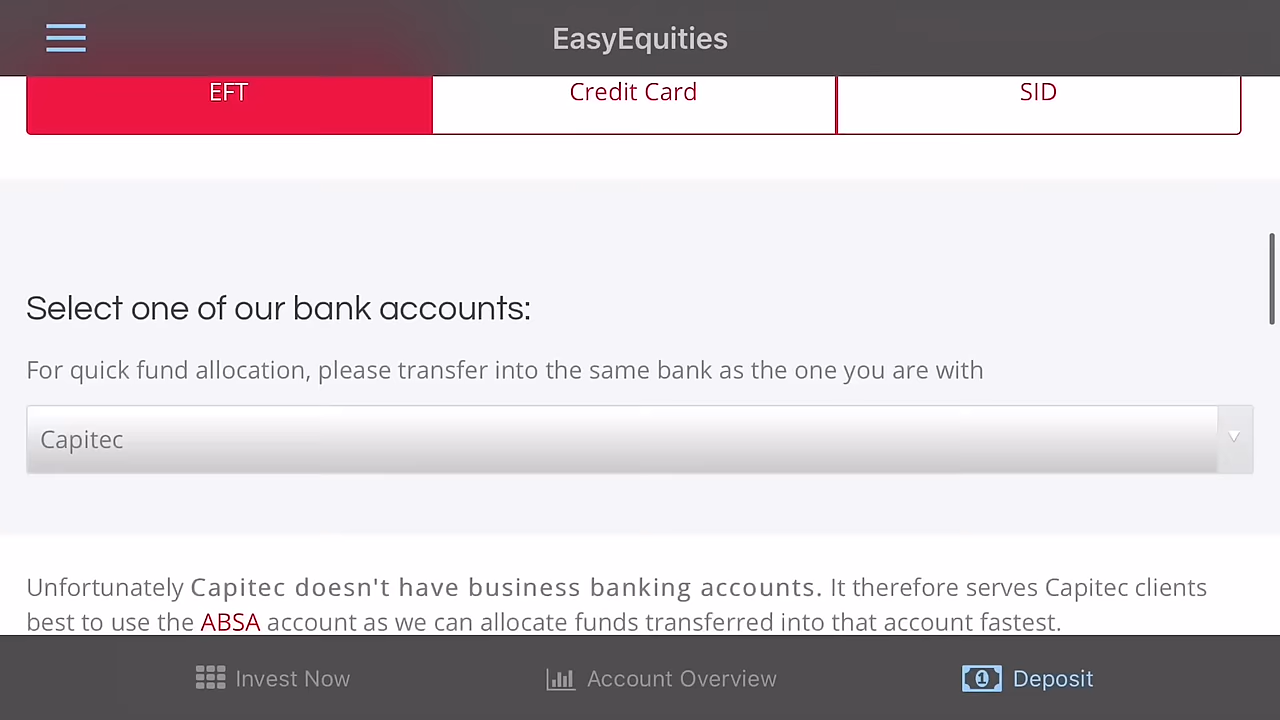 EasyEquities
EFT
Credit Card
SID
Select one of our bank accounts:
For quick fund allocation, please transfer into the same bank as the one you are with
Capitec
Unfortunately Capitec doesn't have business banking accounts. It therefore serves Capitec clients
best to use the ABSA account as we can allocate funds transferred into that account fastest.
Invest Now
Account Overview
1
Deposit